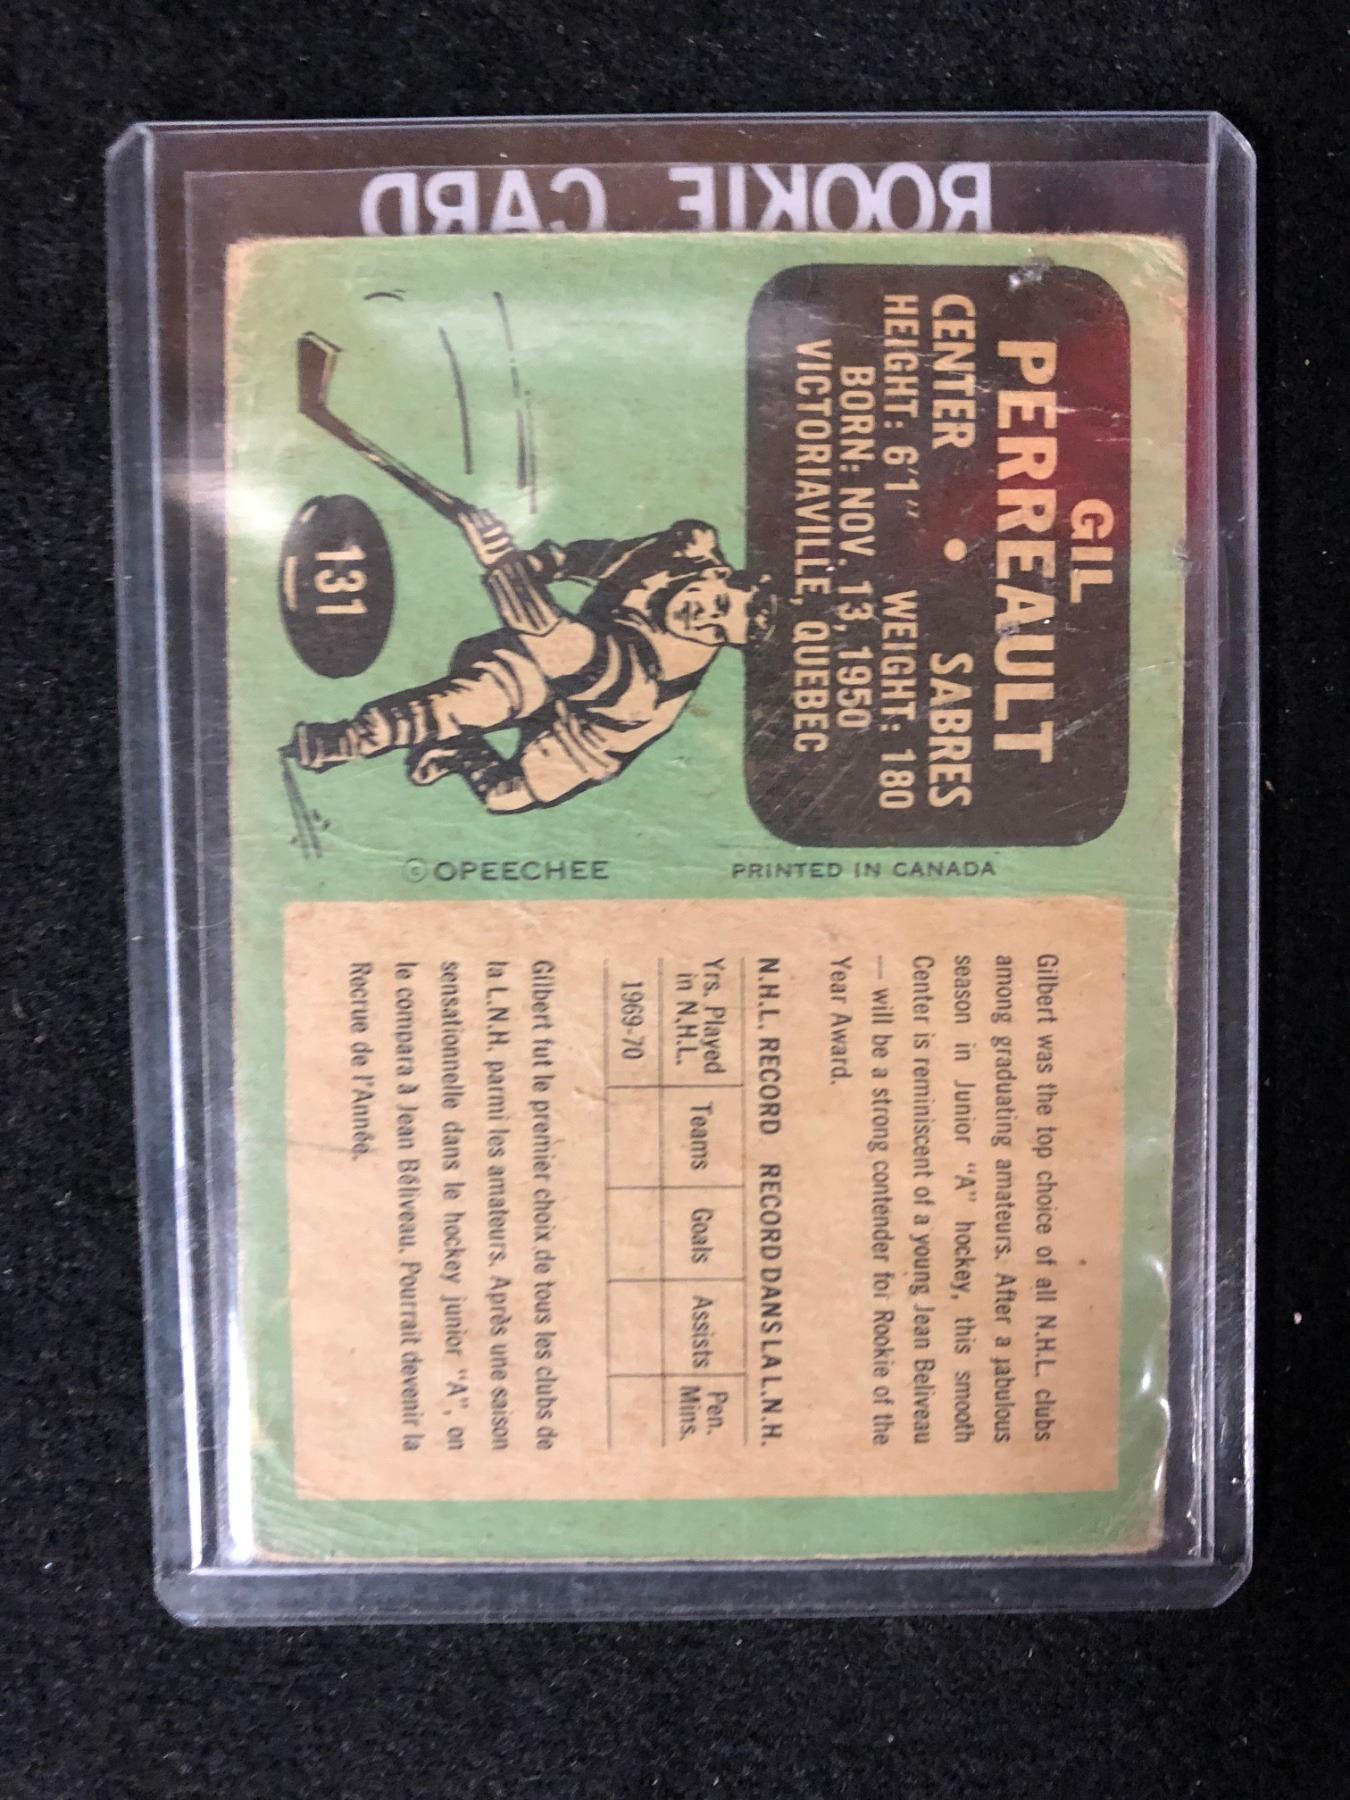 ROOKIE CARD
GIL
PERREAULT
CENTER • SABRES
HEIGHT: 6'1" WEIGHT: 180
BORN: NOV. 13, 1950
VICTORIAVILLE, QUEBEC
131
PRINTED IN CANADA
©OPEECHEE
Gilbert was the top choice of all N.H.L. clubs
among graduating amateurs. After a fabulous
season in Junior "A" hockey, this smooth
Center is reminiscent of a young Jean Beliveau
— will be a strong contender for Rookie of the
Year Award.
N.H.L. RECORD RECORD DANS LA L.N.H.
Yrs. Played in N.H.L. Teams Goals Assists Pen. Mins.
1969-70
Gilbert fut le premier choix de tous les clubs de
la L.N.H. parmi les amateurs. Après une saison
sensationnelle dans le hockey junior "A", on
le compara à Jean Béliveau. Pourrait devenir la
Recrue de l'Année.